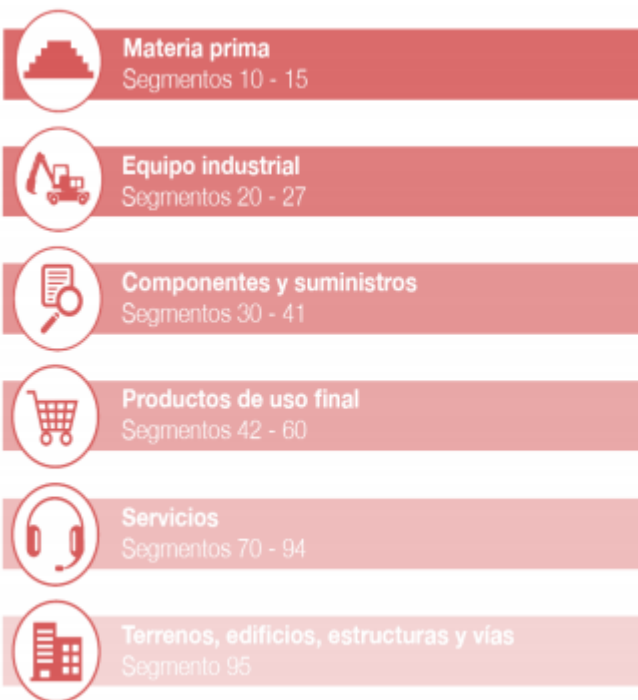 Materia prima
Segmentos 10 - 15
Equipo industrial
Segmentos 20 - 27
Componentes y suministros
Segmentos 30 - 41
Productos de uso final
Segmentos 42 - 60
Servicios
Segmentos 70 - 94
Terrenos, edificios, estructuras y vías
Segmento 95